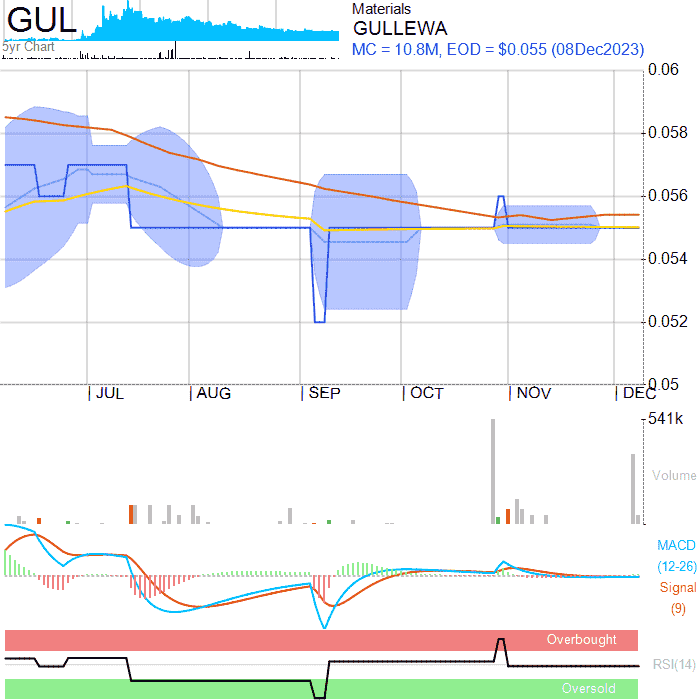 GUL
5yr Chart
Materials
GULLEWA
MC = 10.8M, EOD = $0.055 (08Dec2023)
0.06
0.058
0.056
0.054
0.052
0.05
JUL AUG SEP OCT NOV DEC
541k
Volume
MACD
(12-26)
Signal
(9)
Overbought
RSI(14)
Oversold